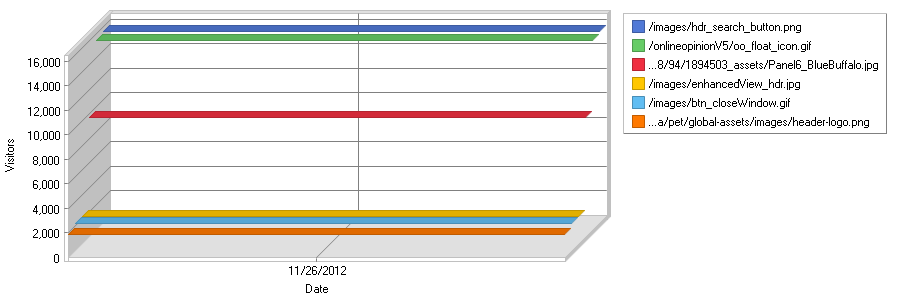 16,000
14,000
12,000
10,000
8,000
6,000
4,000
2,000
0
Visitors
11/26/2012
Date
/images/hdr_search_button.png
/onlineopinionV5/oo_float_icon.gif
...8/94/1894503_assets/Panel6_BlueBuffalo.jpg
/images/enhancedView_hdr.jpg
/images/btn_closeWindow.gif
...a/pet/global-assets/images/header-logo.png